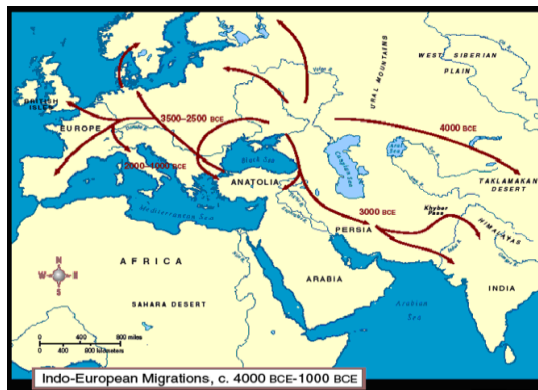 WEST SIBERIAN
PLAIN
URAL MOUNTAINS
Volga R.
BRITISH
ISLES
3500–2500 BCE
EUROPE
4000 BCE
Aral
Sea
2000–1000 BCE
Black Sea
Caspian Sea
ANATOLIA
TAKLAMAKAN
DESERT
Mediterranean Sea
3000 BCE
Khyber
Pass
PERSIA
HIMALAYAS
AFRICA
ARABIA
INDIA
Arabian
Sea
SAHARA DESERT
N
W
E
S
0 400 800 miles
0 400 800 kilometers
Indo-European Migrations, c. 4000 BCE-1000 BCE